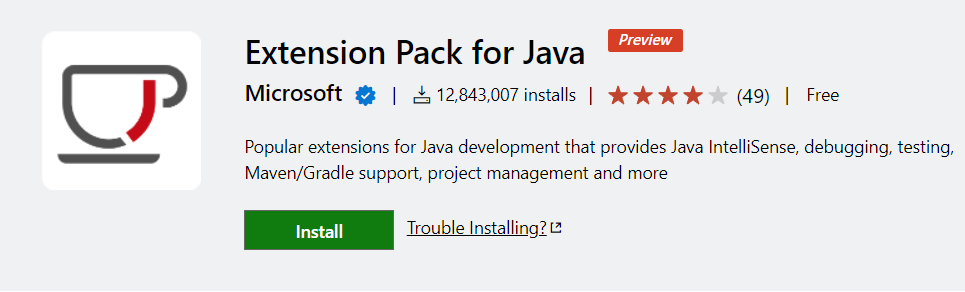 Extension Pack for Java Preview
Microsoft | 12,843,007 installs | (49) | Free
Popular extensions for Java development that provides Java IntelliSense, debugging, testing,
Maven/Gradle support, project management and more
Install Trouble Installing?